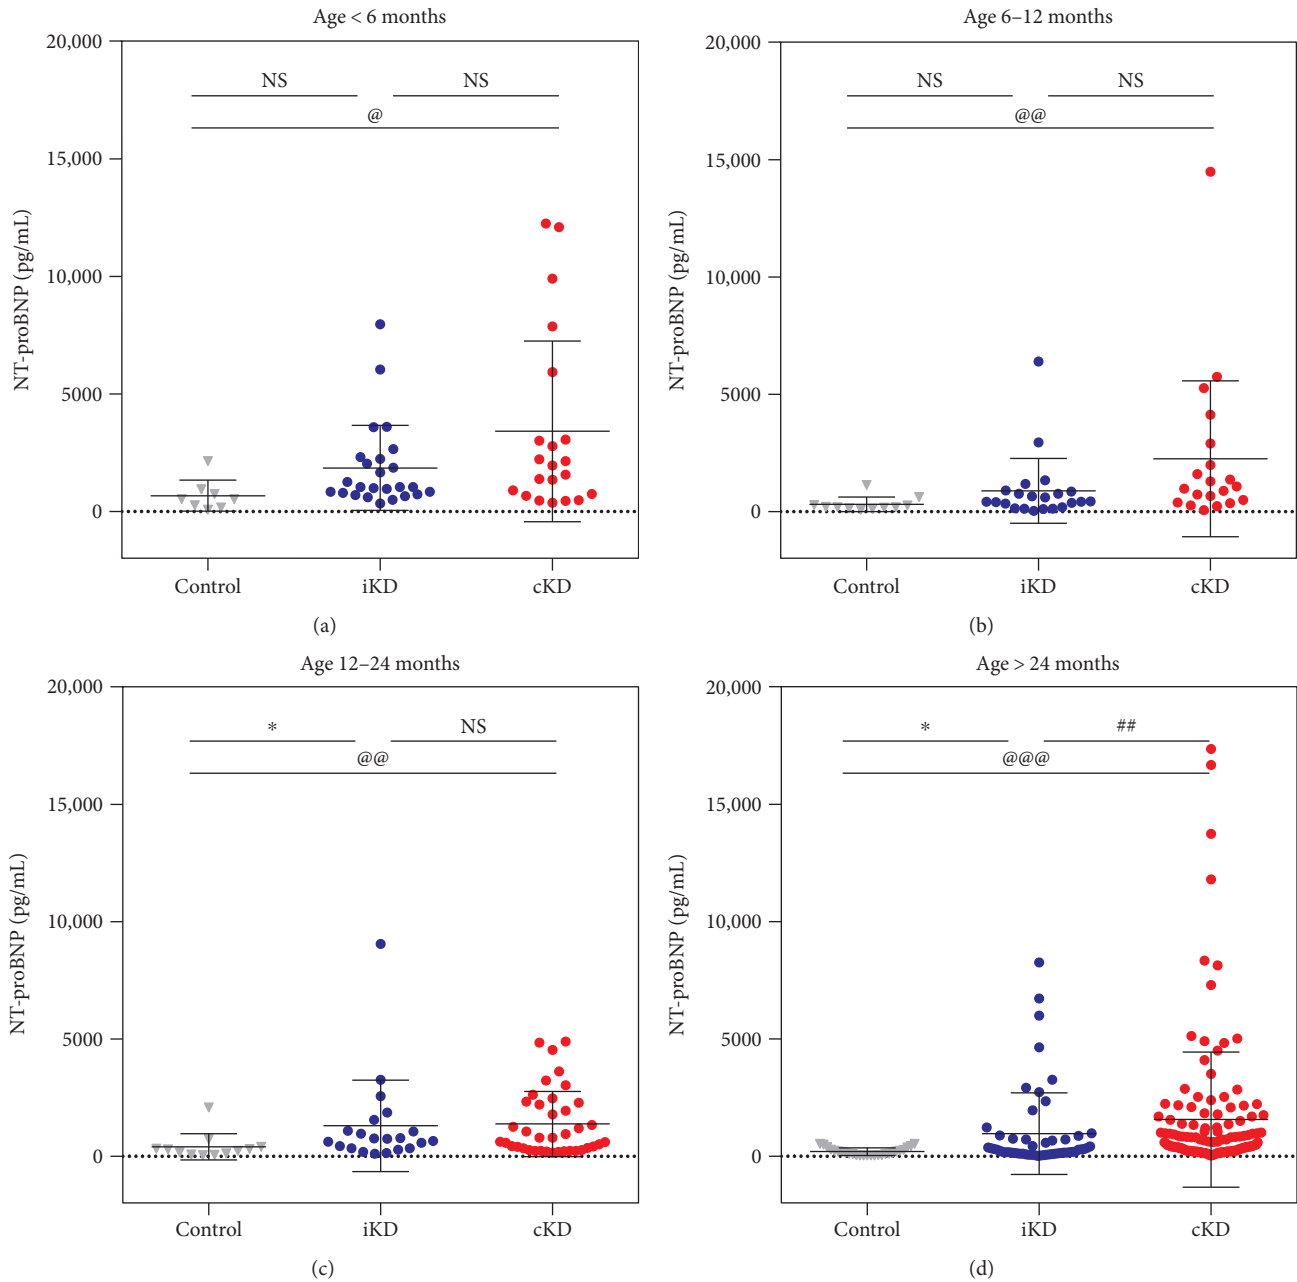 Age < 6 months
20,000
15,000
10,000
5000
0
NT-proBNP (pg/mL)
NS
NS
@
Control
iKD
cKD
(a)
Age 6–12 months
20,000
15,000
10,000
5000
0
NT-proBNP (pg/mL)
NS
NS
@@
Control
iKD
cKD
(b)
Age 12–24 months
20,000
15,000
10,000
5000
0
NT-proBNP (pg/mL)
*
NS
@@
Control
iKD
cKD
(c)
Age > 24 months
20,000
15,000
10,000
5000
0
NT-proBNP (pg/mL)
*
##
@@@
Control
iKD
cKD
(d)